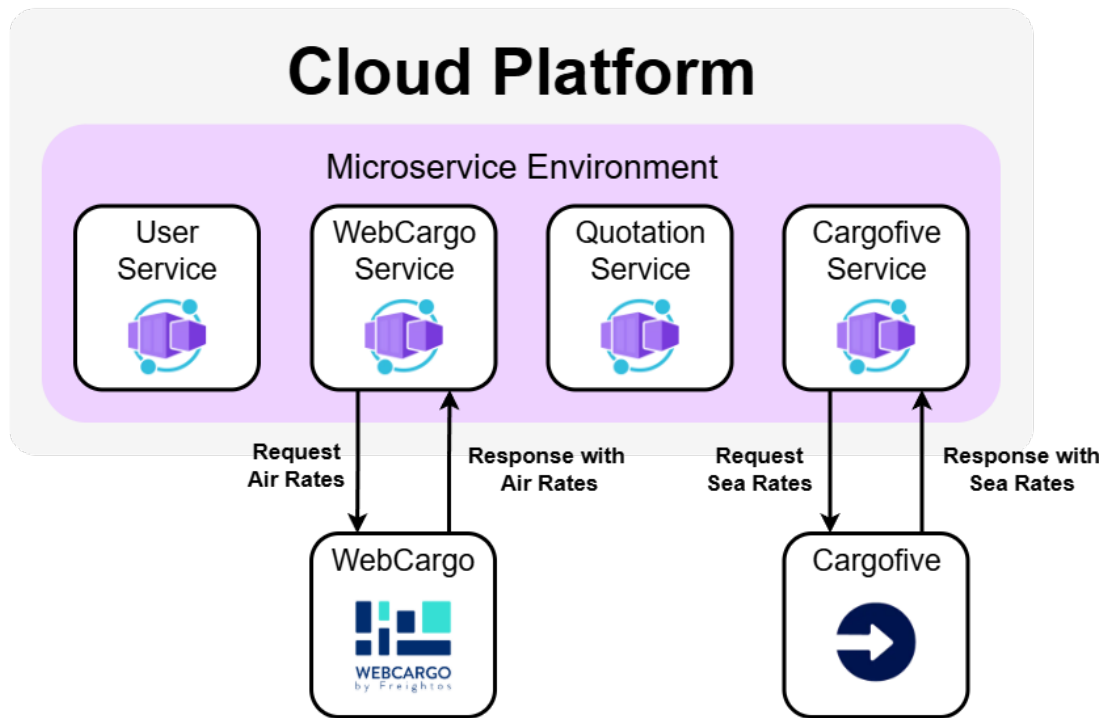 Cloud Platform
Microservice Environment
User
Service
WebCargo
Service
Quotation
Service
Cargofive
Service
Request
Air Rates
Response with
Air Rates
Request
Sea Rates
Response with
Sea Rates
WebCargo
WEBCARGO
by Freightos
Cargofive